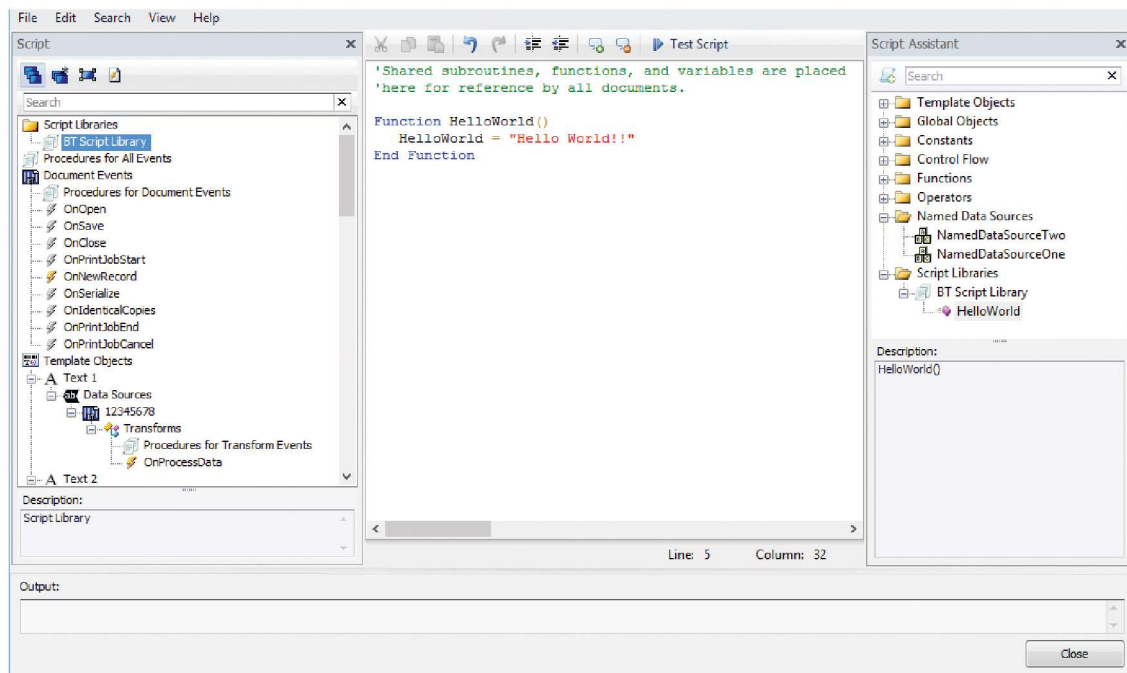 File Edit Search View Help
Script
Search
Script Libraries
BT Script Library
Procedures for All Events
Document Events
Procedures for Document Events
OnOpen
OnSave
OnClose
OnPrintJobStart
OnNewRecord
OnSerialize
OnIdenticalCopies
OnPrintJobEnd
OnPrintJobCancel
Template Objects
Text 1
Data Sources
12345678
Transforms
Procedures for Transform Events
OnProcessData
Text 2
Description:
Script Library
Test Script
'Shared subroutines, functions, and variables are placed
'here for reference by all documents.
Function HelloWorld()
HelloWorld = "Hello World!!"
End Function
Line: 5 Column: 32
Script Assistant
Search
Template Objects
Global Objects
Constants
Control Flow
Functions
Operators
Named Data Sources
NamedDataSourceTwo
NamedDataSourceOne
Script Libraries
BT Script Library
HelloWorld
Description:
HelloWorld()
Output:
Close